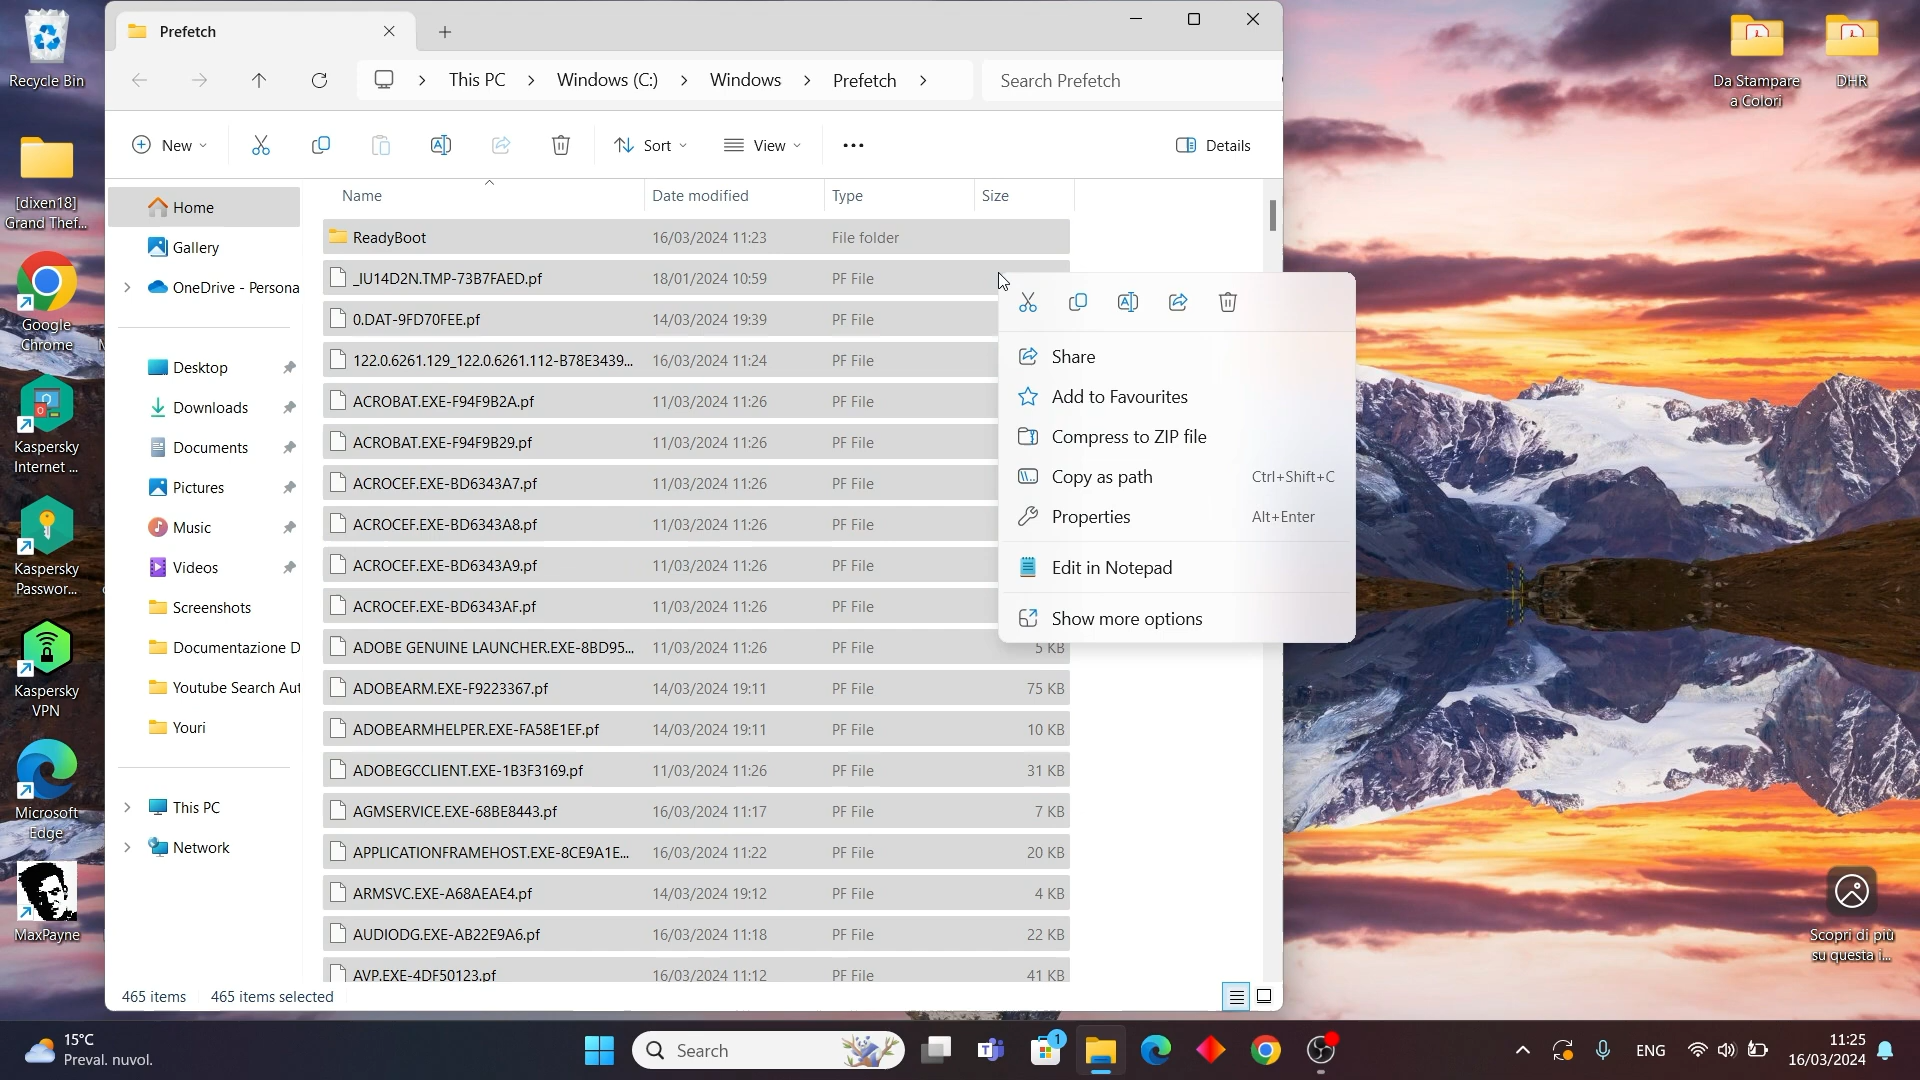 Recycle Bin
[dixen18]
Grand Thef...
Google
Chrome
Kaspersky
Internet ...
Kaspersky
Passwor...
Kaspersky
VPN
Microsoft
Edge
MaxPayne
Prefetch
This PC
Windows (C:)
Windows
Prefetch
Search Prefetch
New
Sort
View
Details
Home
Gallery
OneDrive - Persona
Desktop
Downloads
Documents
Pictures
Music
Videos
Screenshots
Documentazione D
Youtube Search Aut
Youri
This PC
Network
Name Date modified Type Size
ReadyBoot 16/03/2024 11:23 File folder
_IU14D2N.TMP-73B7FAED.pf 18/01/2024 10:59 PF File
0.DAT-9FD70FEE.pf 14/03/2024 19:39 PF File
122.0.6261.129_122.0.6261.112-B78E3439... 16/03/2024 11:24 PF File
ACROBAT.EXE-F94F9B2A.pf 11/03/2024 11:26 PF File
ACROBAT.EXE-F94F9B29.pf 11/03/2024 11:26 PF File
ACROCEF.EXE-BD6343A7.pf 11/03/2024 11:26 PF File
ACROCEF.EXE-BD6343A8.pf 11/03/2024 11:26 PF File
ACROCEF.EXE-BD6343A9.pf 11/03/2024 11:26 PF File
ACROCEF.EXE-BD6343AF.pf 11/03/2024 11:26 PF File
ADOBE GENUINE LAUNCHER.EXE-8BD95... 11/03/2024 11:26 PF File 5 KB
ADOBEARM.EXE-F9223367.pf 14/03/2024 19:11 PF File 75 KB
ADOBEARMHELPER.EXE-FA58E1EF.pf 14/03/2024 19:11 PF File 10 KB
ADOBEGCCLIENT.EXE-1B3F3169.pf 11/03/2024 11:26 PF File 31 KB
AGMSERVICE.EXE-68BE8443.pf 16/03/2024 11:17 PF File 7 KB
APPLICATIONFRAMEHOST.EXE-8CE9A1E... 16/03/2024 11:22 PF File 20 KB
ARMSVC.EXE-A68AEAE4.pf 14/03/2024 19:12 PF File 4 KB
AUDIODG.EXE-AB22E9A6.pf 16/03/2024 11:18 PF File 22 KB
AVP.EXE-4DF50123.pf 16/03/2024 11:12 PF File 41 KB
465 items 465 items selected
Share
Add to Favourites
Compress to ZIP file
Copy as path Ctrl+Shift+C
Properties Alt+Enter
Edit in Notepad
Show more options
Da Stampare
a Colori
DHR
Scopri di più
su questa i...
15°C
Preval. nuvol.
Search
1
ENG
11:25
16/03/2024